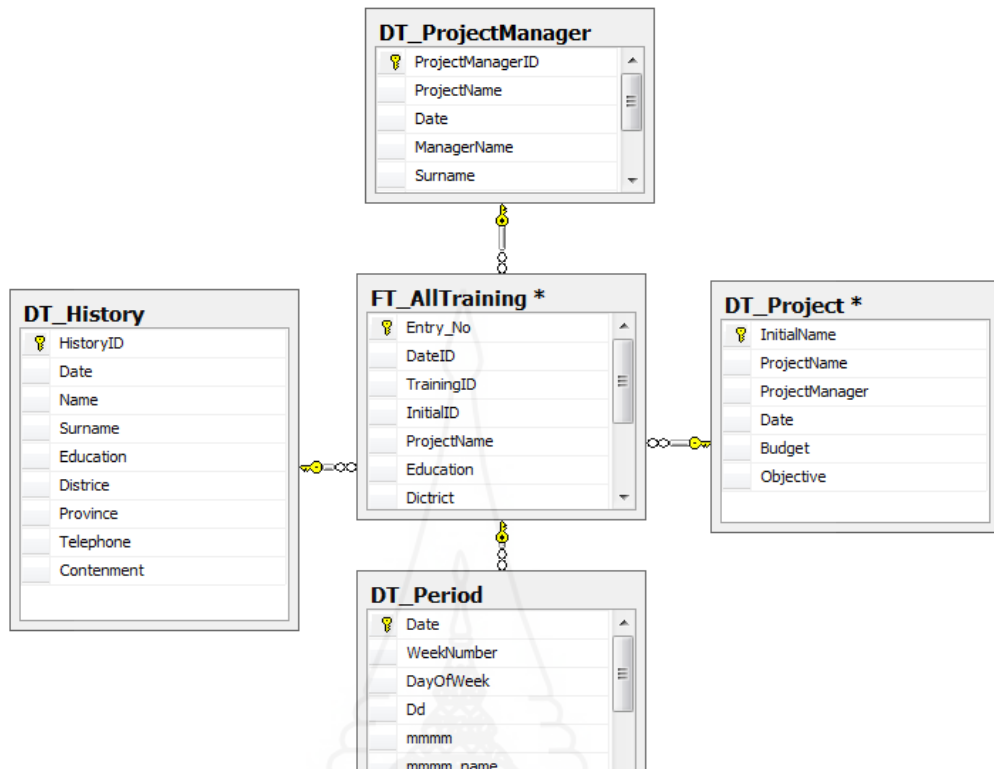 DT_ProjectManager
ProjectManagerID
ProjectName
Date
ManagerName
Surname
DT_History
HistoryID
Date
Name
Surname
Education
Districe
Province
Telephone
Contenment
FT_AllTraining *
Entry_No
DateID
TrainingID
InitialID
ProjectName
Education
Dictrict
DT_Project *
InitialName
ProjectName
ProjectManager
Date
Budget
Objective
DT_Period
Date
WeekNumber
DayOfWeek
Dd
mmmm
mmmm_name